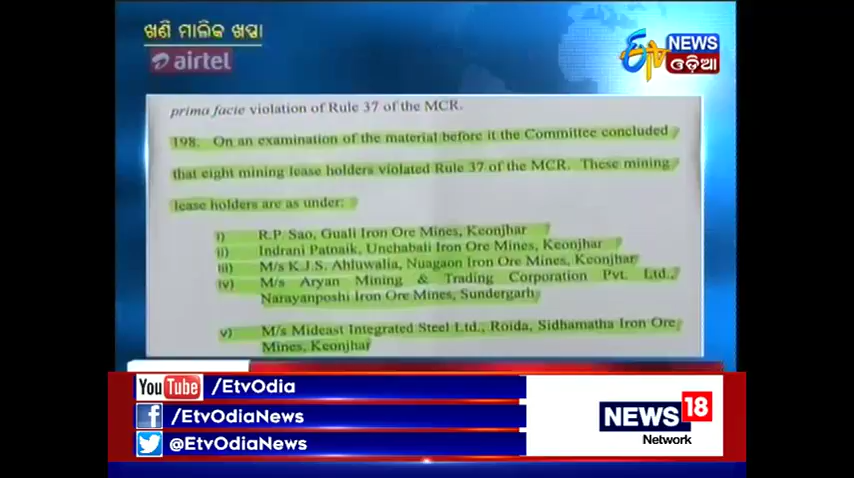 ଖଣି ମାଲିକ ଖପ୍ପା
airtel
ETV NEWS
ଓଡ଼ିଆ
prima facie violation of Rule 37 of the MCR.
198. On an examination of the material before it the Committee concluded
that eight mining lease holders violated Rule 37 of the MCR. These mining
lease holders are as under:
i) R.P. Sao, Guali Iron Ore Mines, Keonjhar
ii) Indrani Patnaik, Unchabali Iron Ore Mines, Keonjhar
iii) M/s K.J.S. Ahluwalia, Nuagaon Iron Ore Mines, Keonjhar
iv) M/s Aryan Mining & Trading Corporation Pvt. Ltd.,
Narayanposhi Iron Ore Mines, Sundergarh
v) M/s Mideast Integrated Steel Ltd., Roida, Sidhamatha Iron Ore
Mines, Keonjhar
YouTube /EtvOdia
f /EtvOdiaNews
@EtvOdiaNews
NEWS 18
Network